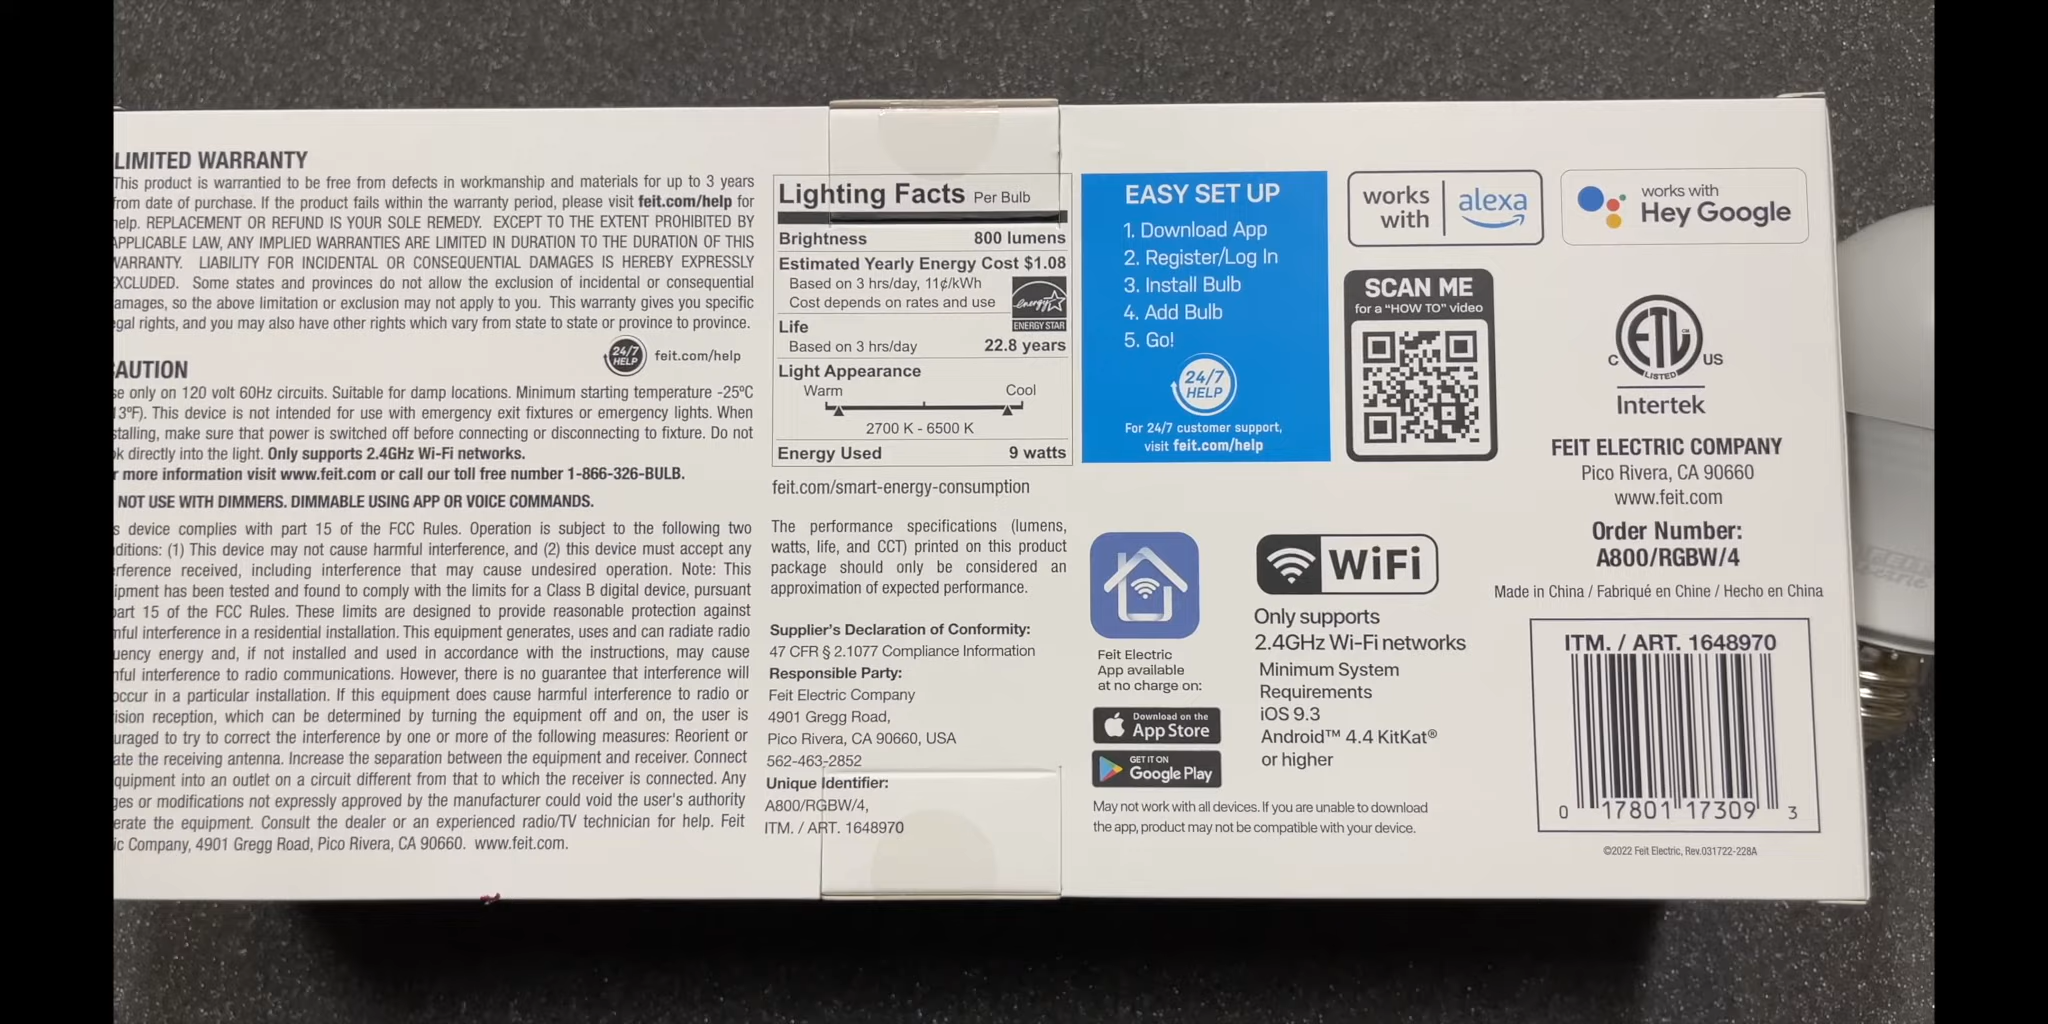 LIMITED WARRANTY
This product is warrantied to be free from defects in workmanship and materials for up to 3 years
from date of purchase. If the product fails within the warranty period, please visit feit.com/help for
help. REPLACEMENT OR REFUND IS YOUR SOLE REMEDY. EXCEPT TO THE EXTENT PROHIBITED BY
APPLICABLE LAW, ANY IMPLIED WARRANTIES ARE LIMITED IN DURATION TO THE DURATION OF THIS
WARRANTY. LIABILITY FOR INCIDENTAL OR CONSEQUENTIAL DAMAGES IS HEREBY EXPRESSLY
EXCLUDED. Some states and provinces do not allow the exclusion of incidental or consequential
amages, so the above limitation or exclusion may not apply to you. This warranty gives you specific
egal rights, and you may also have other rights which vary from state to state or province to province.
24/7 HELP feit.com/help
AUTION
se only on 120 volt 60Hz circuits. Suitable for damp locations. Minimum starting temperature -25ºC
13ºF). This device is not intended for use with emergency exit fixtures or emergency lights. When
stalling, make sure that power is switched off before connecting or disconnecting to fixture. Do not
ok directly into the light. Only supports 2.4GHz Wi-Fi networks.
r more information visit www.feit.com or call our toll free number 1-866-326-BULB.
NOT USE WITH DIMMERS. DIMMABLE USING APP OR VOICE COMMANDS.
s device complies with part 15 of the FCC Rules. Operation is subject to the following two
ditions: (1) This device may not cause harmful interference, and (2) this device must accept any
rference received, including interference that may cause undesired operation. Note: This
ipment has been tested and found to comply with the limits for a Class B digital device, pursuant
part 15 of the FCC Rules. These limits are designed to provide reasonable protection against
mful interference in a residential installation. This equipment generates, uses and can radiate radio
uency energy and, if not installed and used in accordance with the instructions, may cause
mful interference to radio communications. However, there is no guarantee that interference will
occur in a particular installation. If this equipment does cause harmful interference to radio or
ision reception, which can be determined by turning the equipment off and on, the user is
uraged to try to correct the interference by one or more of the following measures: Reorient or
ate the receiving antenna. Increase the separation between the equipment and receiver. Connect
quipment into an outlet on a circuit different from that to which the receiver is connected. Any
ges or modifications not expressly approved by the manufacturer could void the user's authority
erate the equipment. Consult the dealer or an experienced radio/TV technician for help. Feit
ic Company, 4901 Gregg Road, Pico Rivera, CA 90660. www.feit.com.
Lighting Facts Per Bulb
Brightness 800 lumens
Estimated Yearly Energy Cost $1.08
Based on 3 hrs/day, 11¢/kWh
Cost depends on rates and use
energy
ENERGY STAR
Life
Based on 3 hrs/day 22.8 years
Light Appearance
Warm Cool
2700 K - 6500 K
Energy Used 9 watts
feit.com/smart-energy-consumption
The performance specifications (lumens,
watts, life, and CCT) printed on this product
package should only be considered an
approximation of expected performance.
Supplier's Declaration of Conformity:
47 CFR § 2.1077 Compliance Information
Responsible Party:
Feit Electric Company
4901 Gregg Road,
Pico Rivera, CA 90660, USA
562-463-2852
Unique Identifier:
A800/RGBW/4,
ITM. / ART. 1648970
EASY SET UP
1. Download App
2. Register/Log In
3. Install Bulb
4. Add Bulb
5. Go!
24/7
HELP
For 24/7 customer support,
visit feit.com/help
works with alexa
works with
Hey Google
SCAN ME
for a "HOW TO" video
ETL CM
C US
LISTED
Intertek
FEIT ELECTRIC COMPANY
Pico Rivera, CA 90660
www.feit.com
Order Number:
A800/RGBW/4
Made in China / Fabriqué en Chine / Hecho en China
Feit Electric
App available
at no charge on:
Download on the
App Store
GET IT ON
Google Play
WiFi
Only supports
2.4GHz Wi-Fi networks
Minimum System
Requirements
iOS 9.3
Android™ 4.4 KitKat®
or higher
May not work with all devices. If you are unable to download
the app, product may not be compatible with your device.
ITM. / ART. 1648970
0 17801 17309 3
©2022 Feit Electric, Rev.031722-228A